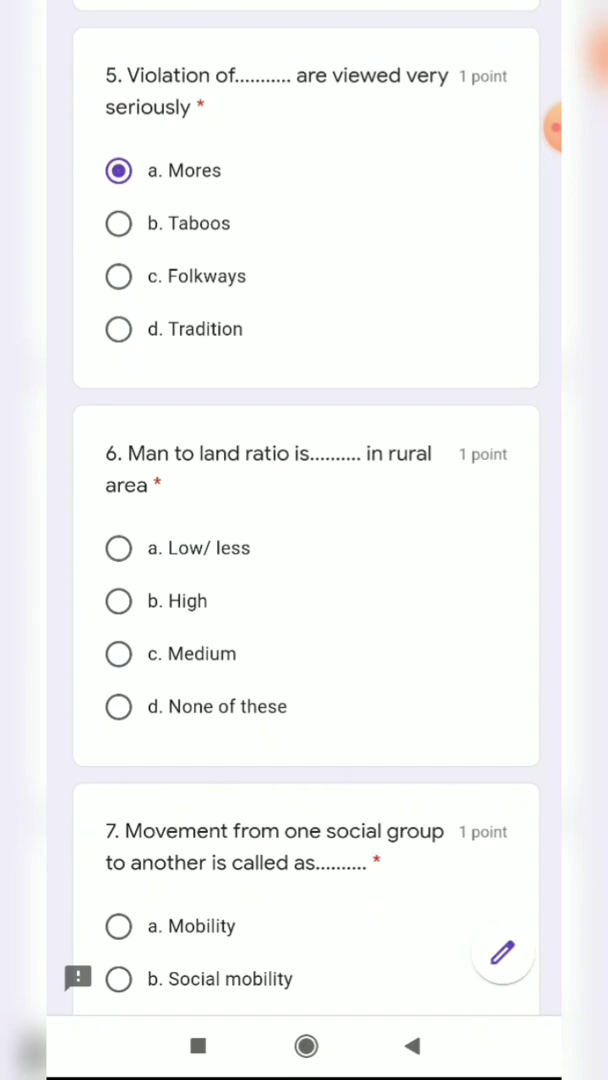 5. Violation of........... are viewed very 1 point
seriously *
a. Mores
b. Taboos
c. Folkways
d. Tradition
6. Man to land ratio is.......... in rural 1 point
area *
a. Low/ less
b. High
c. Medium
d. None of these
7. Movement from one social group 1 point
to another is called as.......... *
a. Mobility
b. Social mobility